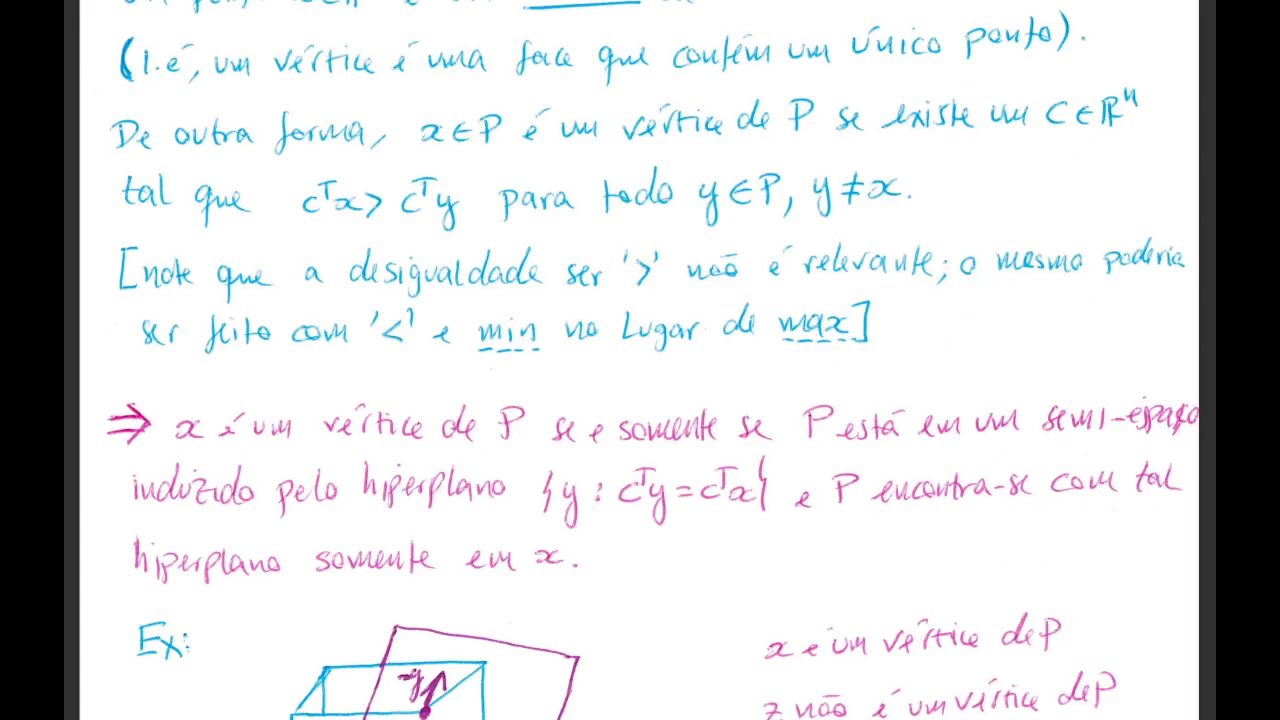 (I.é, um vértice é uma face que contém um único ponto).
De outra forma, x ∈ P é um vértice de P se existe um c ∈ ℝⁿ
tal que cᵀx > cᵀy para todo y ∈ P, y ≠ x.
[note que a desigualdade ser '>' não é relevante; o mesmo poderia
ser feito com '<' e min no lugar de max]
⇒ x é um vértice de P se e somente se P está em um semi-espaço
induzido pelo hiperplano {y : cᵀy = cᵀx} e P encontra-se com tal
hiperplano somente em x.
Ex:
x é um vértice de P
z não é um vértice de P